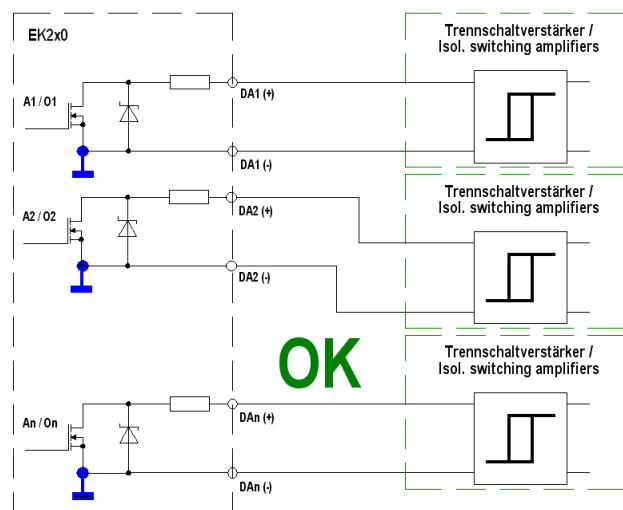 EK2x0
Trennschaltverstärker /
Isol. switching amplifiers
A1 / O1
DA1 (+)
DA1 (-)
Trennschaltverstärker /
Isol. switching amplifiers
A2 / O2
DA2 (+)
DA2 (-)
OK
Trennschaltverstärker /
Isol. switching amplifiers
An / On
DAn (+)
DAn (-)